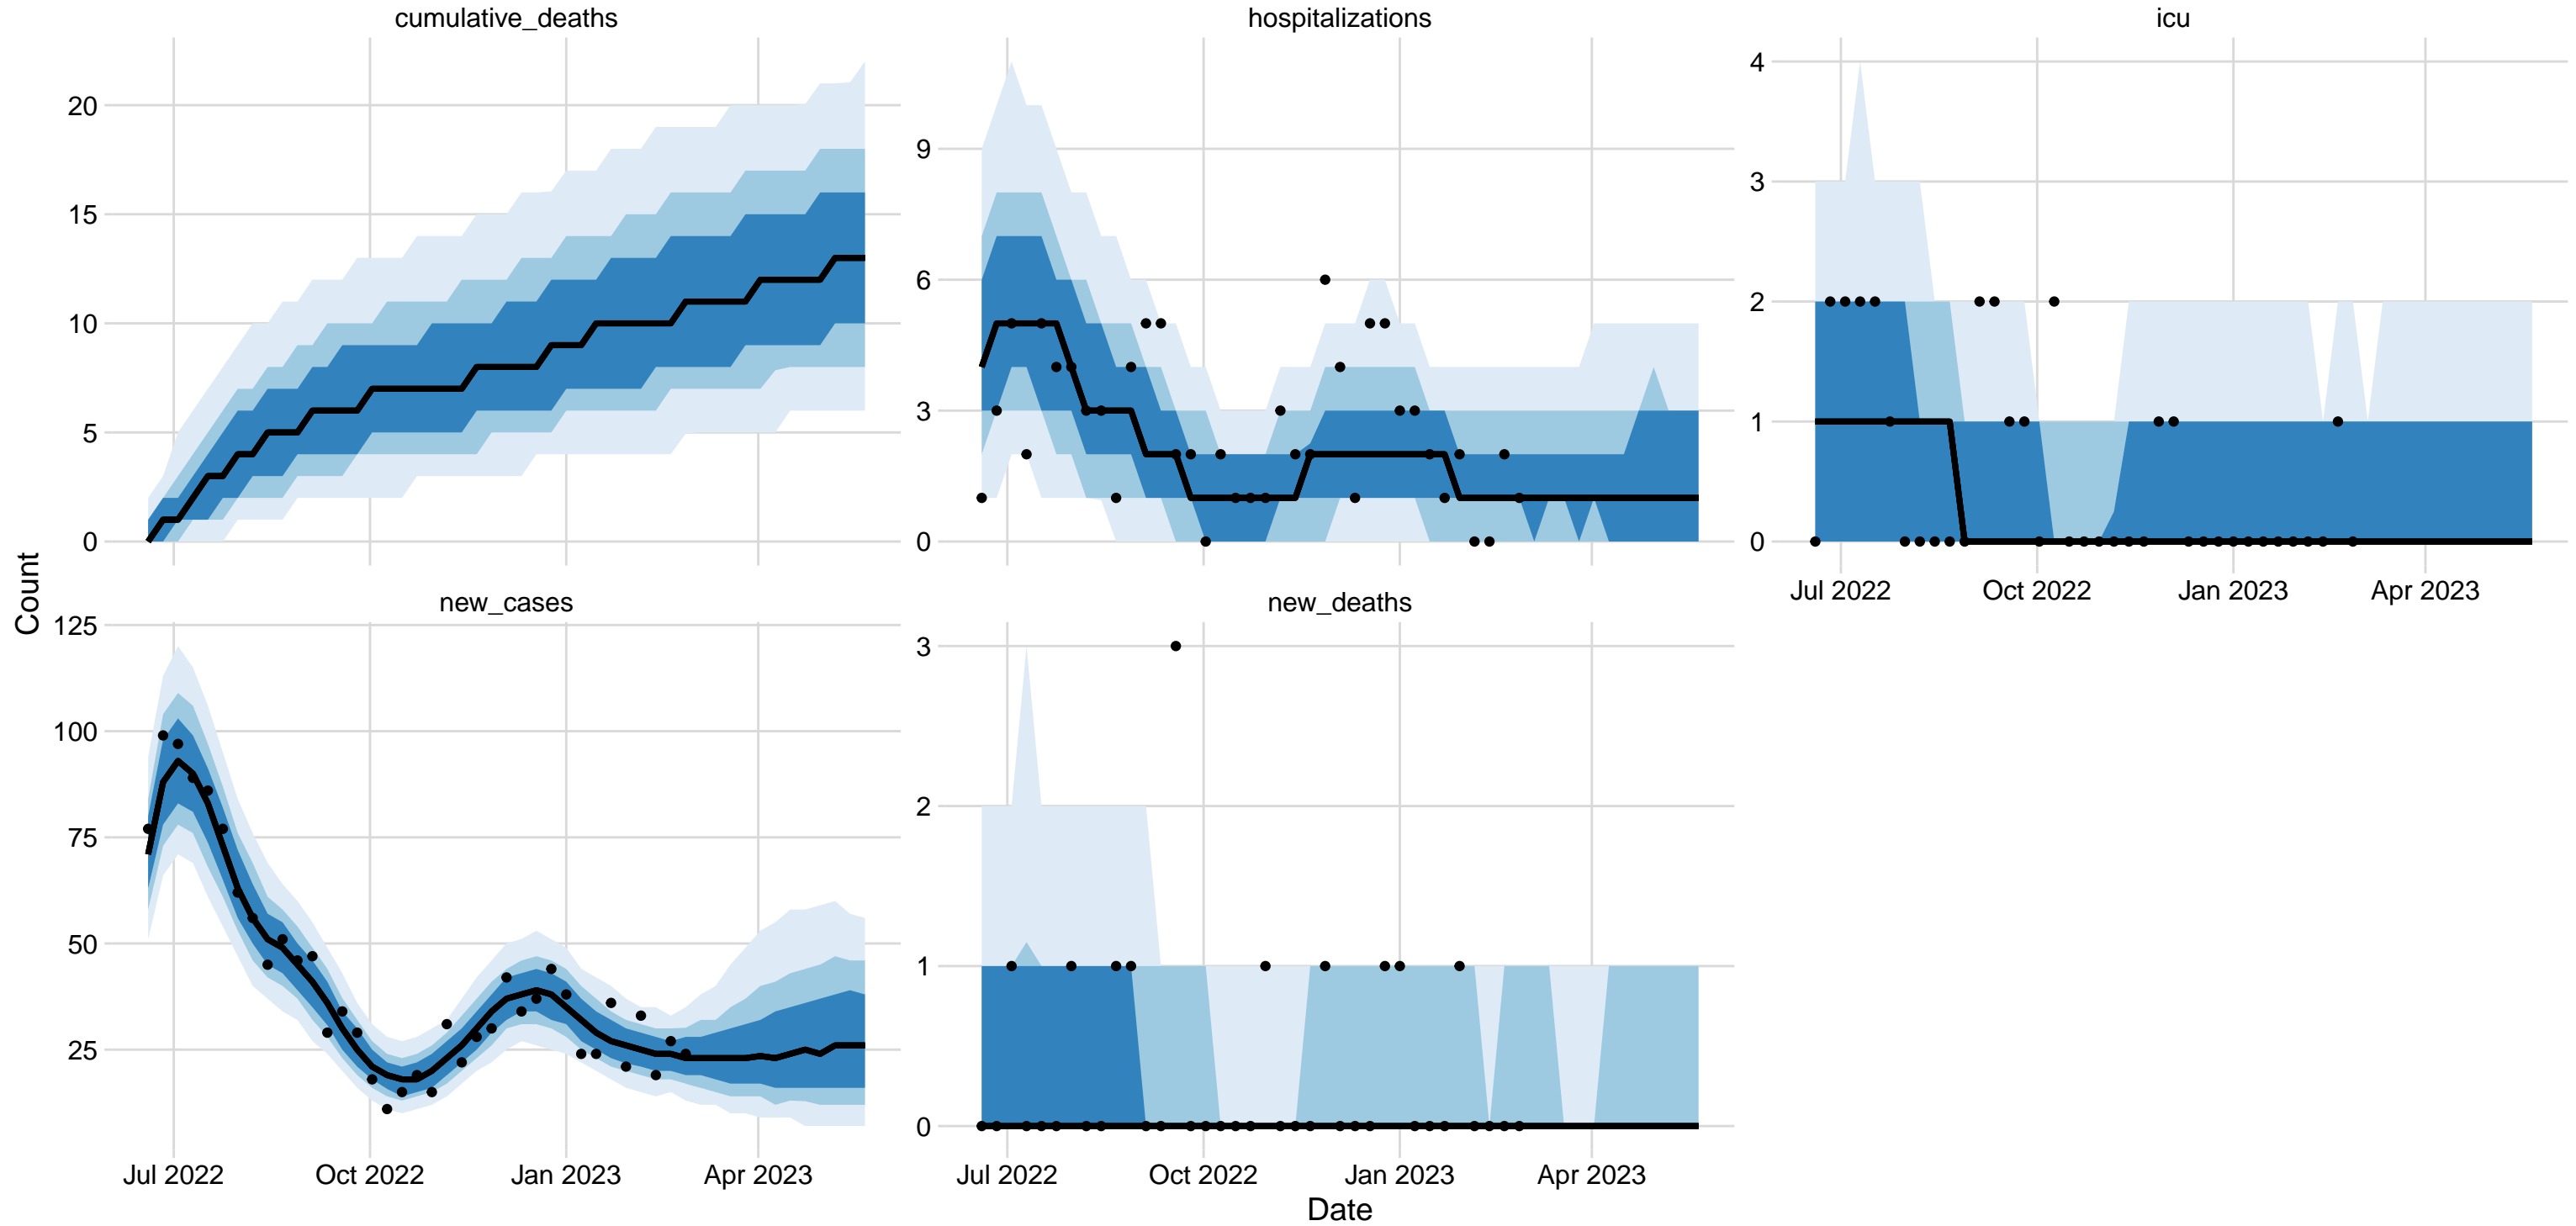 cumulative_deaths
hospitalizations
icu
20
15
10
5
0
9
6
3
0
4
3
2
1
0
Jul 2022
Oct 2022
Jan 2023
Apr 2023
Count
new_cases
new_deaths
125
100
75
50
25
3
2
1
0
Jul 2022
Oct 2022
Jan 2023
Apr 2023
Jul 2022
Oct 2022
Jan 2023
Apr 2023
Date